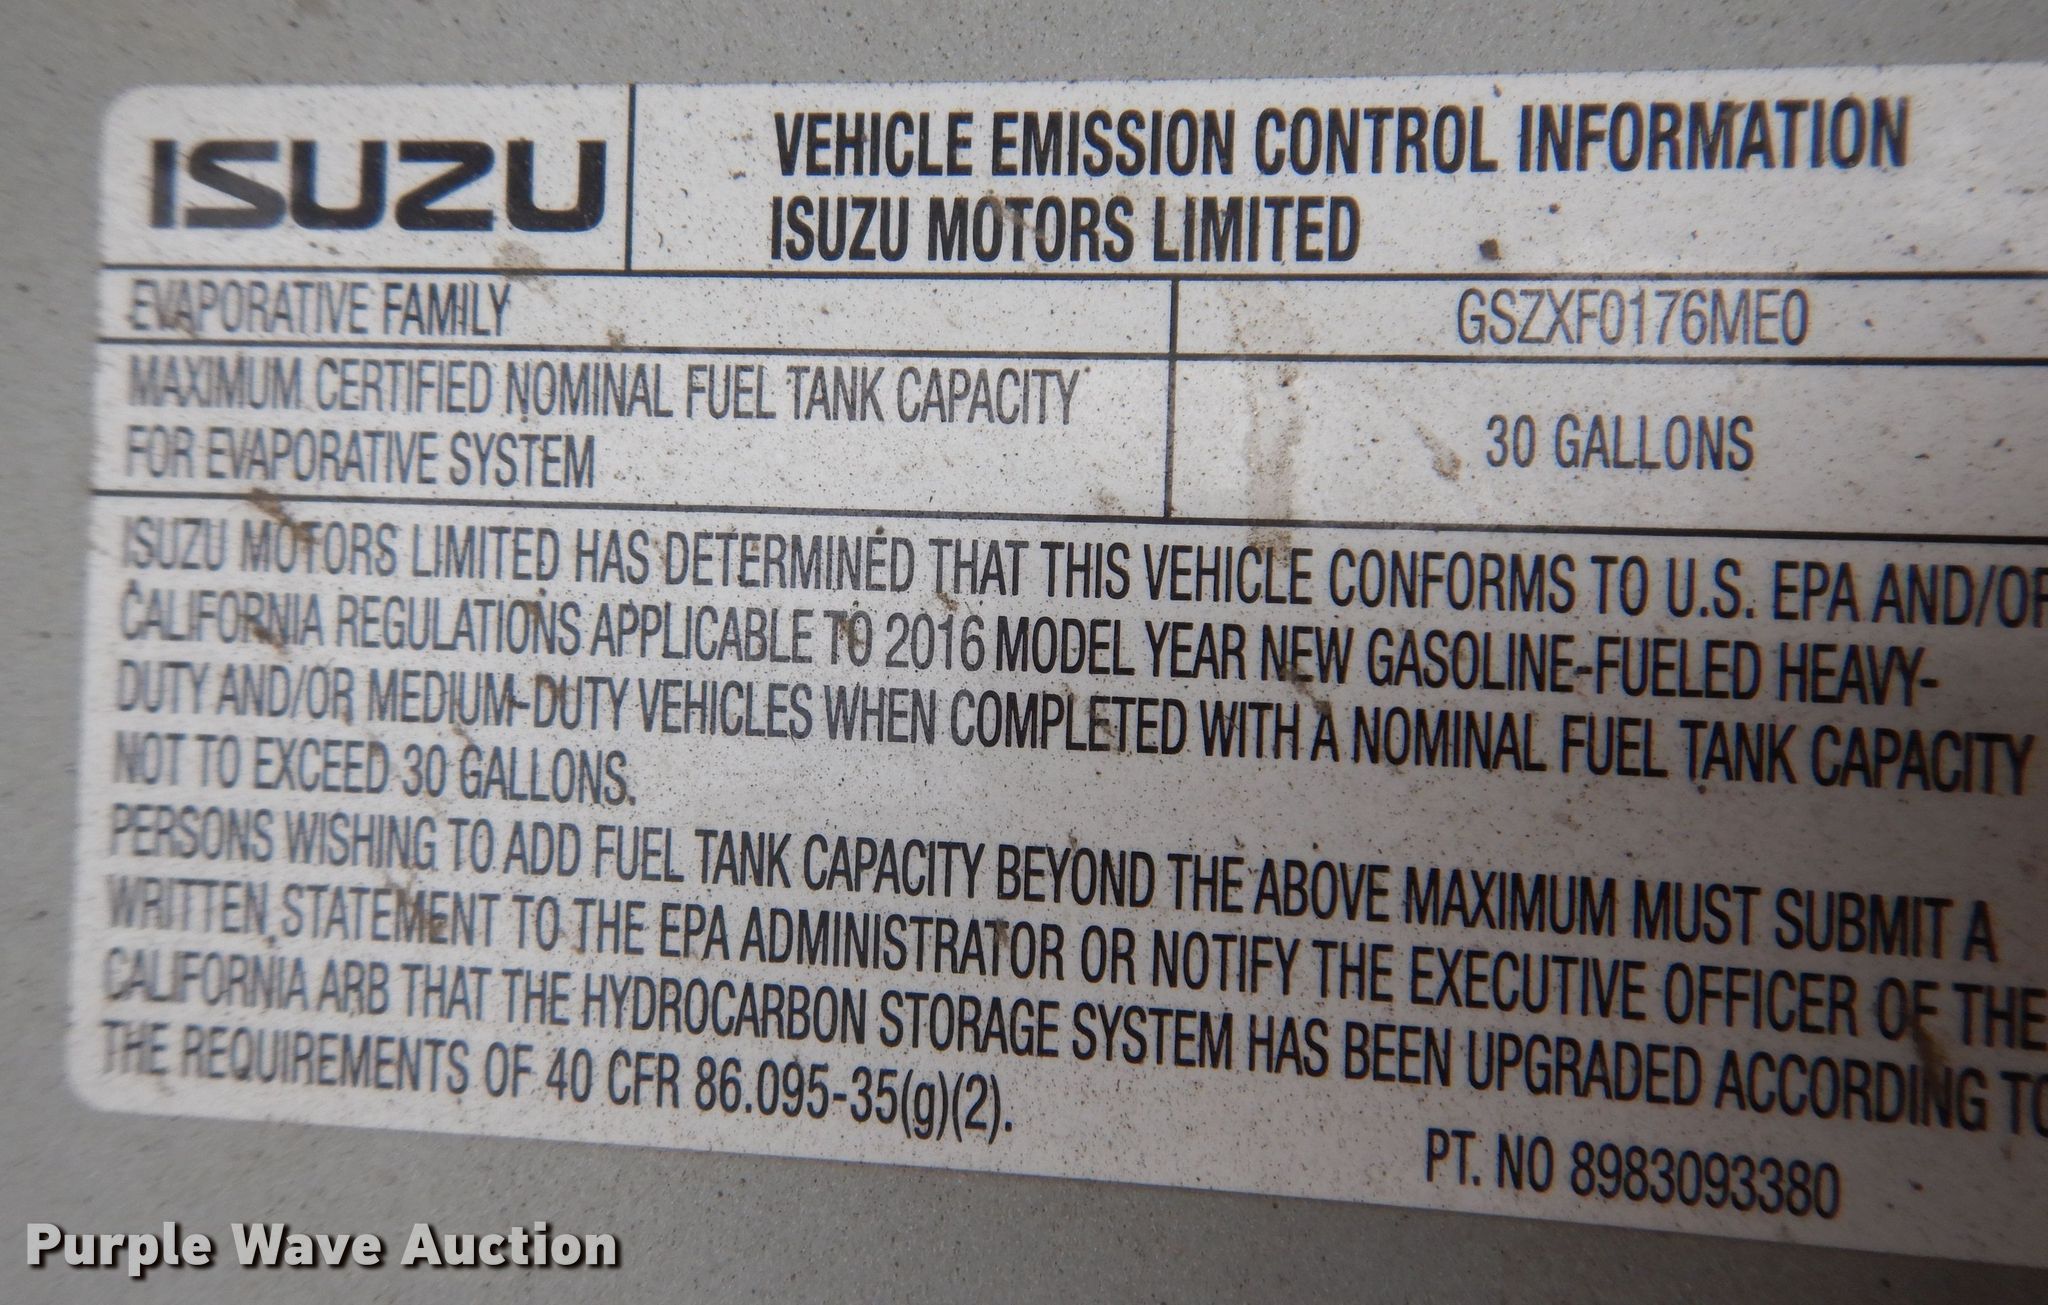 ISUZU
VEHICLE EMISSION CONTROL INFORMATION
ISUZU MOTORS LIMITED
EVAPORATIVE FAMILY
GSZXF0176ME0
MAXIMUM CERTIFIED NOMINAL FUEL TANK CAPACITY
FOR EVAPORATIVE SYSTEM
30 GALLONS
ISUZU MOTORS LIMITED HAS DETERMINED THAT THIS VEHICLE CONFORMS TO U.S. EPA AND/OR
CALIFORNIA REGULATIONS APPLICABLE TO 2016 MODEL YEAR NEW GASOLINE-FUELED HEAVY-
DUTY AND/OR MEDIUM-DUTY VEHICLES WHEN COMPLETED WITH A NOMINAL FUEL TANK CAPACITY
NOT TO EXCEED 30 GALLONS.
PERSONS WISHING TO ADD FUEL TANK CAPACITY BEYOND THE ABOVE MAXIMUM MUST SUBMIT A
WRITTEN STATEMENT TO THE EPA ADMINISTRATOR OR NOTIFY THE EXECUTIVE OFFICER OF THE
CALIFORNIA ARB THAT THE HYDROCARBON STORAGE SYSTEM HAS BEEN UPGRADED ACCORDING TO
THE REQUIREMENTS OF 40 CFR 86.095-35(g)(2).
PT. NO 8983093380
Purple Wave Auction